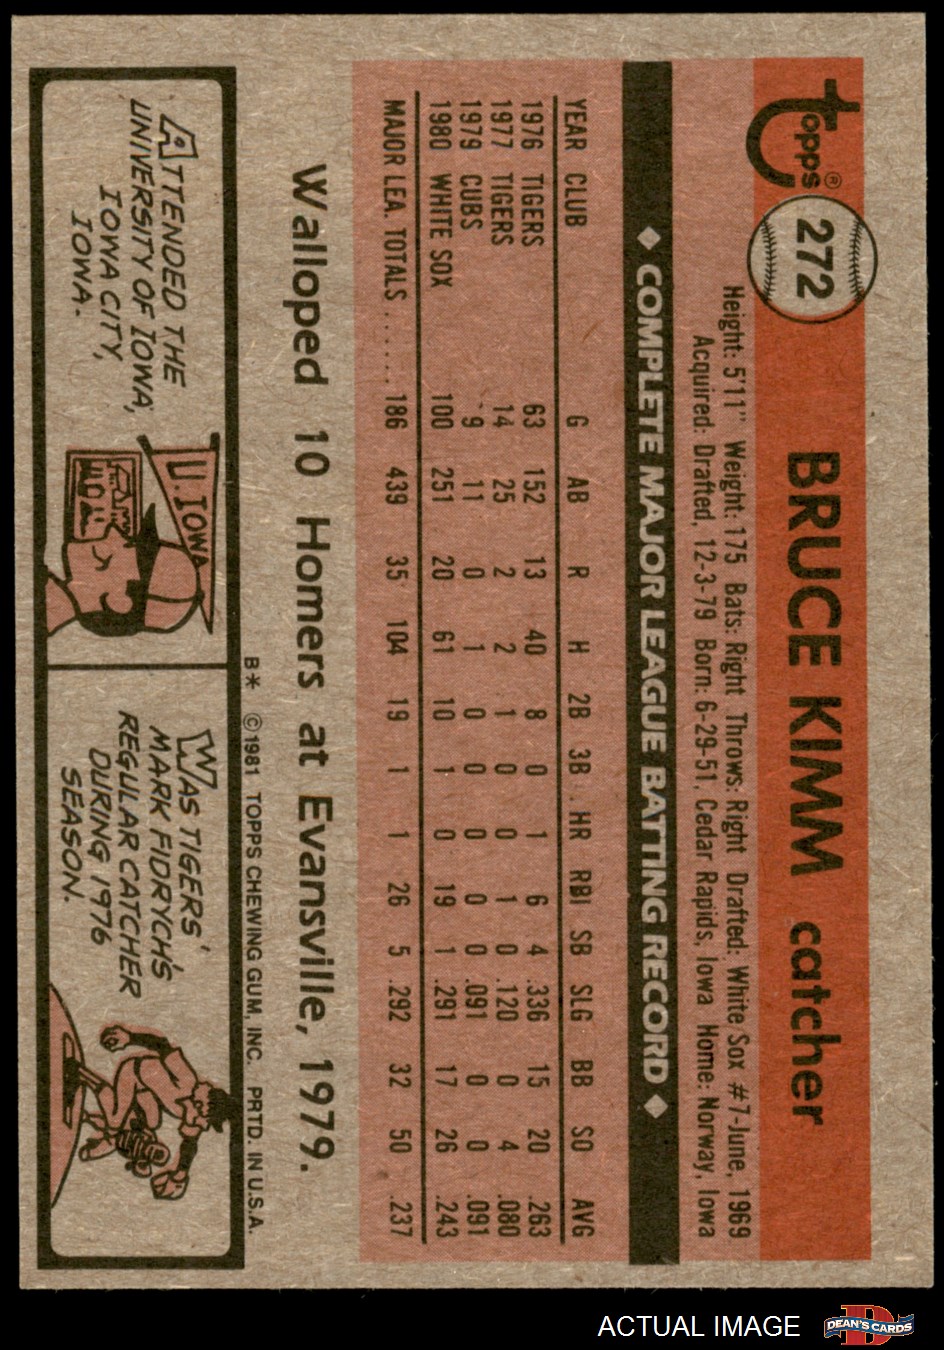 topps®
272
BRUCE KIMM catcher
Height: 5'11" Weight: 175 Bats: Right Throws: Right Drafted: White Sox #7-June, 1969
Acquired: Drafted, 12-3-79 Born: 6-29-51, Cedar Rapids, Iowa Home: Norway, Iowa
◆ COMPLETE MAJOR LEAGUE BATTING RECORD ◆
YEAR CLUB G AB R H 2B 3B HR RBI SB SLG BB SO AVG
1976 TIGERS 63 152 13 40 8 0 1 6 4 .336 15 20 .263
1977 TIGERS 14 25 2 2 1 0 0 1 0 .120 0 4 .080
1979 CUBS 9 11 0 1 0 0 0 0 0 .091 0 0 .091
1980 WHITE SOX 100 251 20 61 10 1 0 19 1 .291 17 26 .243
MAJOR LEA. TOTALS ...... 186 439 35 104 19 1 1 26 5 .292 32 50 .237
Walloped 10 Homers at Evansville, 1979.
B* ©1981 TOPPS CHEWING GUM, INC. PRTD. IN U.S.A.
ATTENDED THE
UNIVERSITY OF IOWA,
IOWA CITY,
IOWA.
U. IOWA
WAS TIGERS'
MARK FIDRYCH'S
REGULAR CATCHER
DURING 1976
SEASON.
ACTUAL IMAGE
D
DEAN'S CARDS